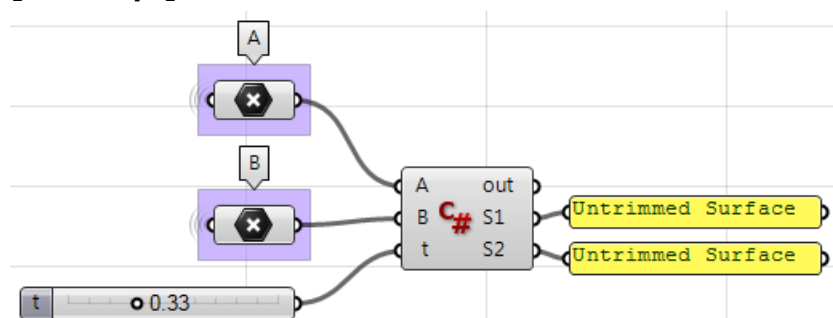 A
B
A out
B C# S1
t S2
Untrimmed Surface
Untrimmed Surface
t 0.33